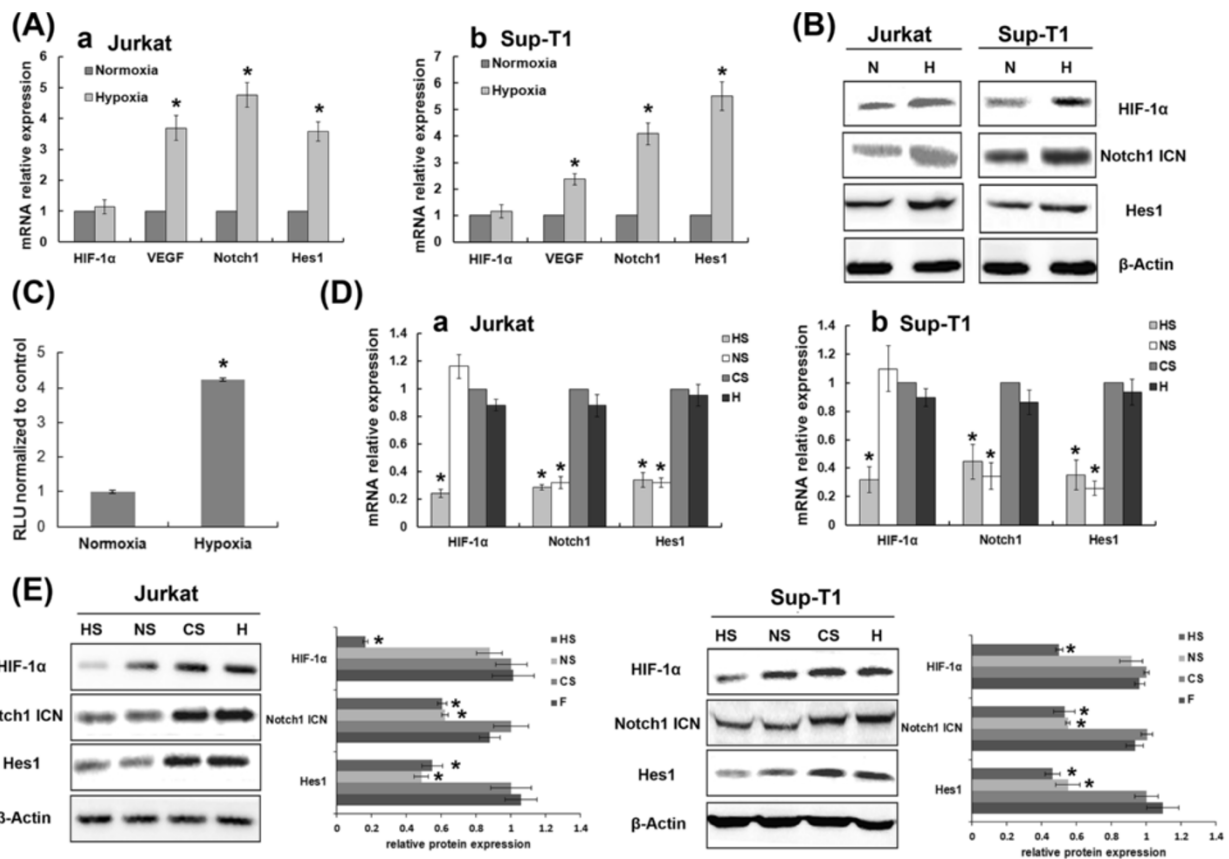 (A)
a Jurkat
mRNA relative expression
6
5
4
3
2
1
0
Normoxia
Hypoxia
*
*
*
HIF-1α VEGF Notch1 Hes1
b Sup-T1
mRNA relative expression
7
6
5
4
3
2
1
0
Normoxia
Hypoxia
*
*
*
HIF-1α VEGF Notch1 Hes1
(B)
Jurkat Sup-T1
N H N H
HIF-1α
Notch1 ICN
Hes1
β-Actin
(C)
RLU normalized to control
5
4
3
2
1
0
*
Normoxia Hypoxia
(D)
a Jurkat
mRNA relative expression
1.4
1.2
1
0.8
0.6
0.4
0.2
0
HS
NS
CS
H
*
* *
* *
HIF-1α Notch1 Hes1
b Sup-T1
mRNA relative expression
1.4
1.2
1
0.8
0.6
0.4
0.2
0
HS
NS
CS
H
*
* *
* *
HIF-1α Notch1 Hes1
(E)
Jurkat
HS NS CS H
HIF-1α
tch1 ICN
Hes1
β-Actin
HIF-1α
Notch1 ICN
Hes1
*
*
*
*
*
HS
NS
CS
F
0 0.2 0.4 0.6 0.8 1 1.2 1.4
relative protein expression
Sup-T1
HS NS CS H
HIF-1α
Notch1 ICN
Hes1
β-Actin
HIF-1α
Notch1 ICN
Hes1
*
*
*
*
*
HS
NS
CS
F
0 0.2 0.4 0.6 0.8 1 1.2 1.4
relative protein expression